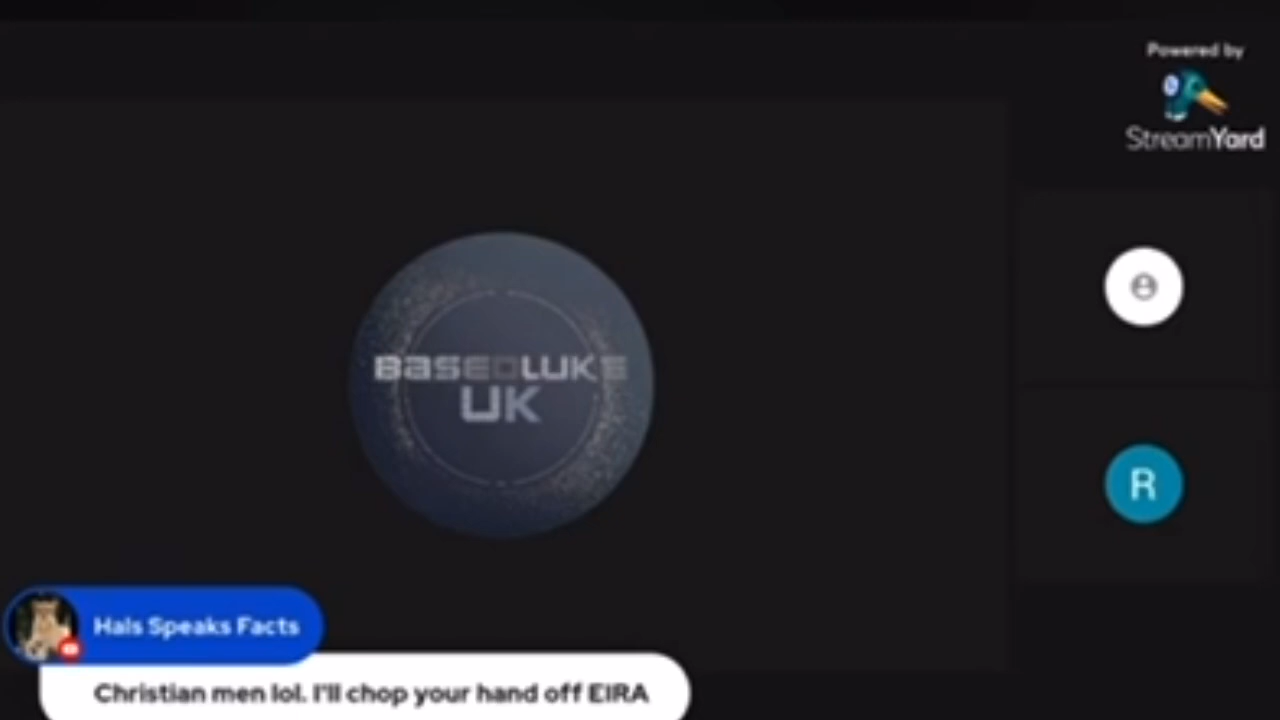 Powered by
StreamYard
BASEDLUKE
UK
R
Hals Speaks Facts
Christian men lol. I'll chop your hand off EIRA